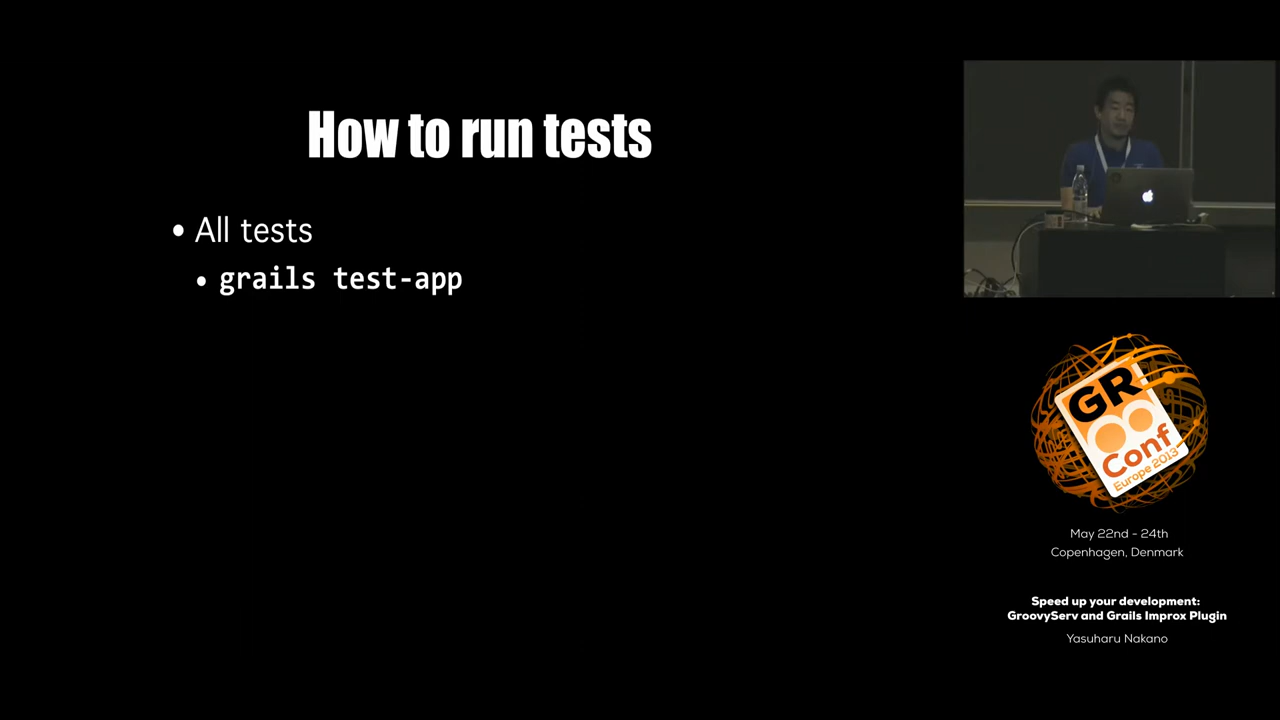 How to run tests
• All tests
• grails test-app
GR
Conf
Europe 2013
May 22nd - 24th
Copenhagen, Denmark
Speed up your development:
GroovyServ and Grails Improx Plugin
Yasuharu Nakano